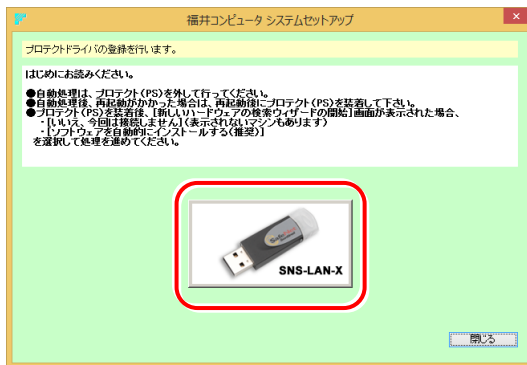 福井コンピュータ システムセットアップ
プロテクトドライバの登録を行います。
はじめにお読みください。
●自動処理は、プロテクト(PS)を外して行ってください。
●自動処理後、再起動がかかった場合は、再起動後にプロテクト(PS)を装着して下さい。
●プロテクト(PS)を装着後、[新しいハードウェアの検索ウィザードの開始]画面が表示された場合、
・[いいえ、今回は接続しません](表示されないマシンもあります)
・[ソフトウェアを自動的にインストールする(推奨)]
を選択して処理を進めてください。
SNS-LAN-X
閉じる